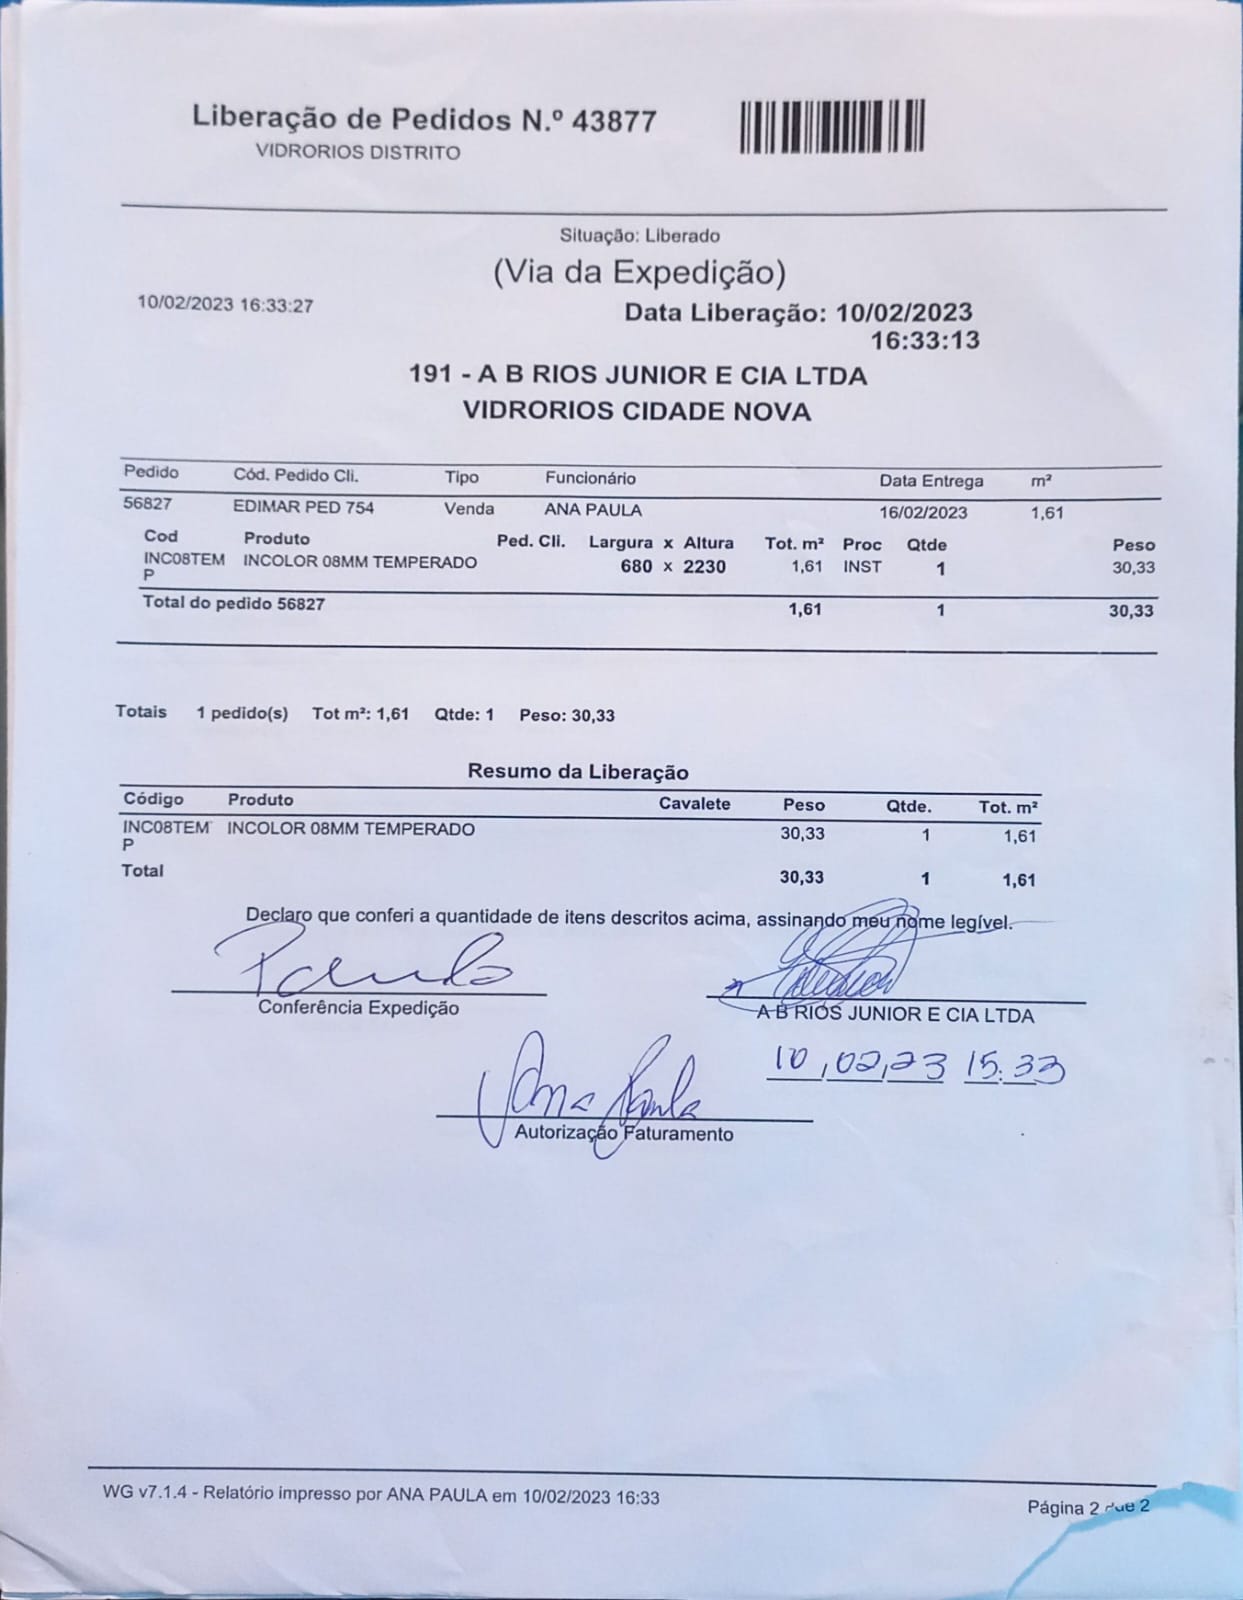 Liberação de Pedidos N.º 43877
VIDRORIOS DISTRITO
Situação: Liberado
(Via da Expedição)
10/02/2023 16:33:27
Data Liberação: 10/02/2023
16:33:13
191 - A B RIOS JUNIOR E CIA LTDA
VIDRORIOS CIDADE NOVA
Pedido Cód. Pedido Cli. Tipo Funcionário Data Entrega m²
56827 EDIMAR PED 754 Venda ANA PAULA 16/02/2023 1,61
Cod Produto Ped. Cli. Largura x Altura Tot. m² Proc Qtde Peso
INC08TEM INCOLOR 08MM TEMPERADO 680 x 2230 1,61 INST 1 30,33
P
Total do pedido 56827 1,61 1 30,33
Totais 1 pedido(s) Tot m²: 1,61 Qtde: 1 Peso: 30,33
Resumo da Liberação
Código Produto Cavalete Peso Qtde. Tot. m²
INC08TEM INCOLOR 08MM TEMPERADO 30,33 1 1,61
P
Total 30,33 1 1,61
Declaro que conferi a quantidade de itens descritos acima, assinando meu nome legível.
Conferência Expedição
A B RIOS JUNIOR E CIA LTDA
10,02,23 15:33
Ana Paula
Autorização Faturamento
WG v7.1.4 - Relatório impresso por ANA PAULA em 10/02/2023 16:33
Página 2 de 2